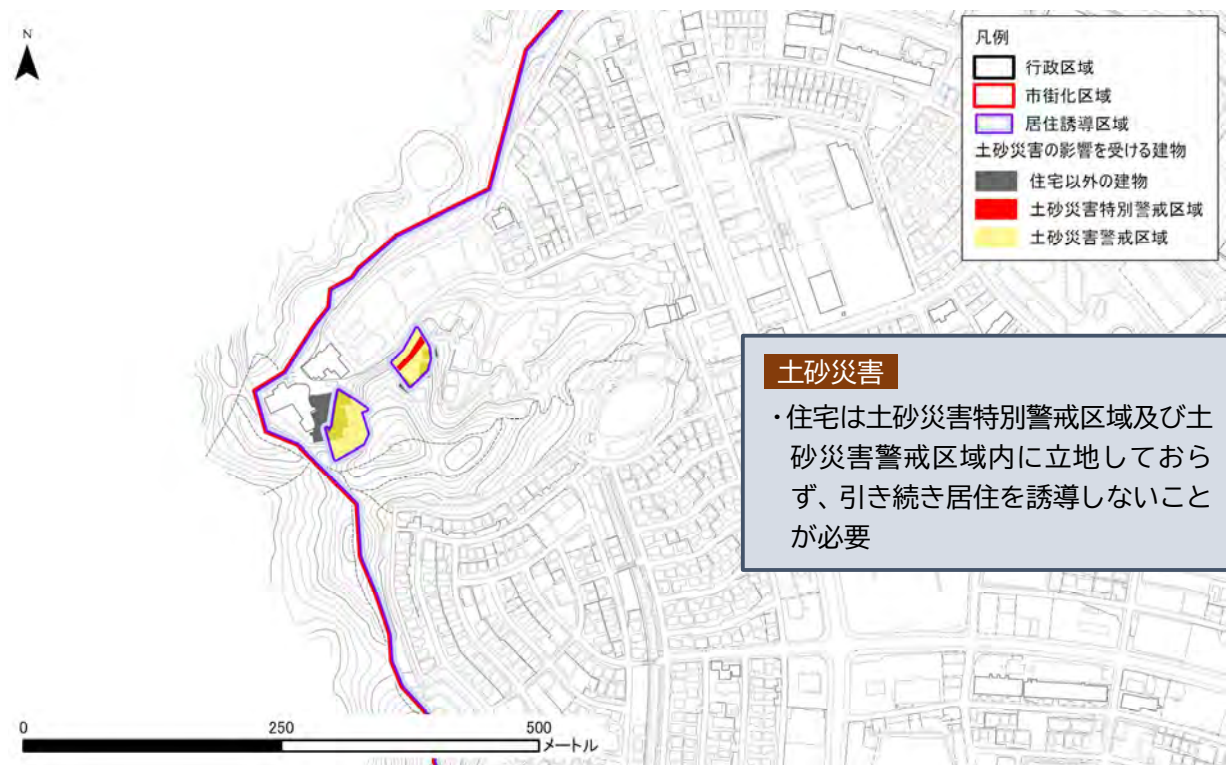 N
凡例
行政区域
市街化区域
居住誘導区域
土砂災害の影響を受ける建物
住宅以外の建物
土砂災害特別警戒区域
土砂災害警戒区域
土砂災害
・住宅は土砂災害特別警戒区域及び土
砂災害警戒区域内に立地しておら
ず、引き続き居住を誘導しないこと
が必要
0 250 500
メートル